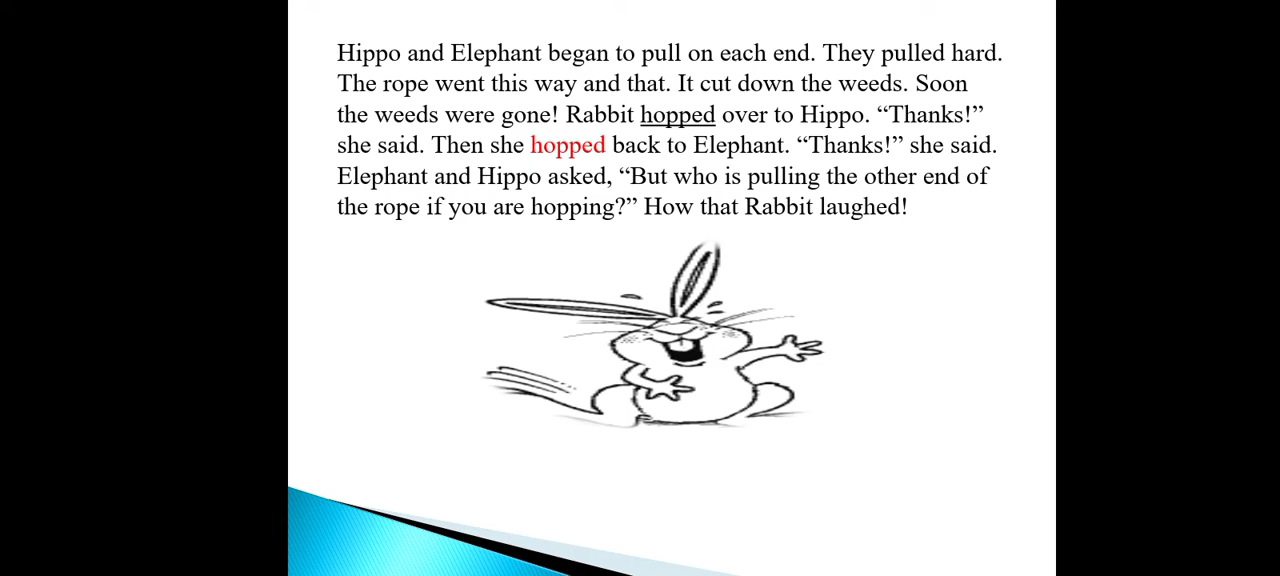 Hippo and Elephant began to pull on each end. They pulled hard.
The rope went this way and that. It cut down the weeds. Soon
the weeds were gone! Rabbit hopped over to Hippo. “Thanks!”
she said. Then she hopped back to Elephant. “Thanks!” she said.
Elephant and Hippo asked, “But who is pulling the other end of
the rope if you are hopping?” How that Rabbit laughed!